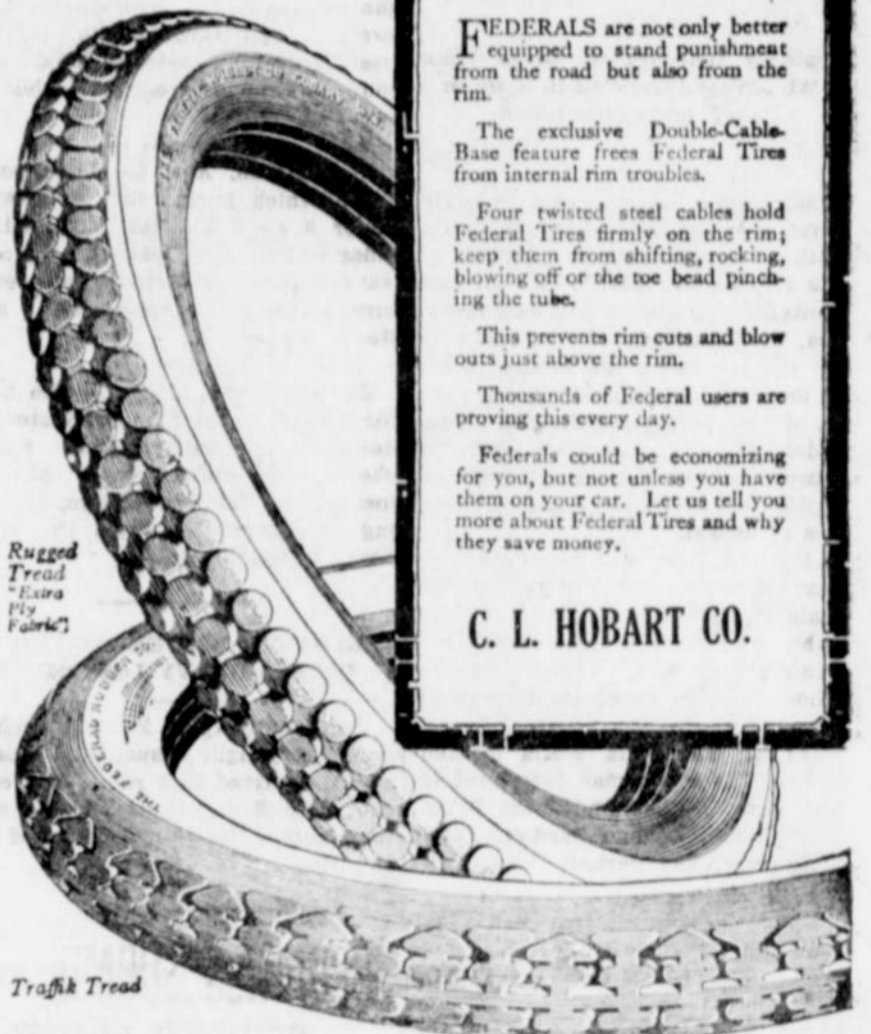 FEDERALS are not only better
equipped to stand punishment
from the road but also from the
rim.
The exclusive Double-Cable-
Base feature frees Federal Tires
from internal rim troubles.
Four twisted steel cables hold
Federal Tires firmly on the rim;
keep them from shifting, rocking,
blowing off or the toe bead pinch-
ing the tube.
This prevents rim cuts and blow
outs just above the rim.
Thousands of Federal users are
proving this every day.
Federals could be economizing
for you, but not unless you have
them on your car. Let us tell you
more about Federal Tires and why
they save money.
C. L. HOBART CO.
Rugged
Tread
"Extra
Ply
Fabric"
THE FEDERAL RUBBER
Traffik Tread